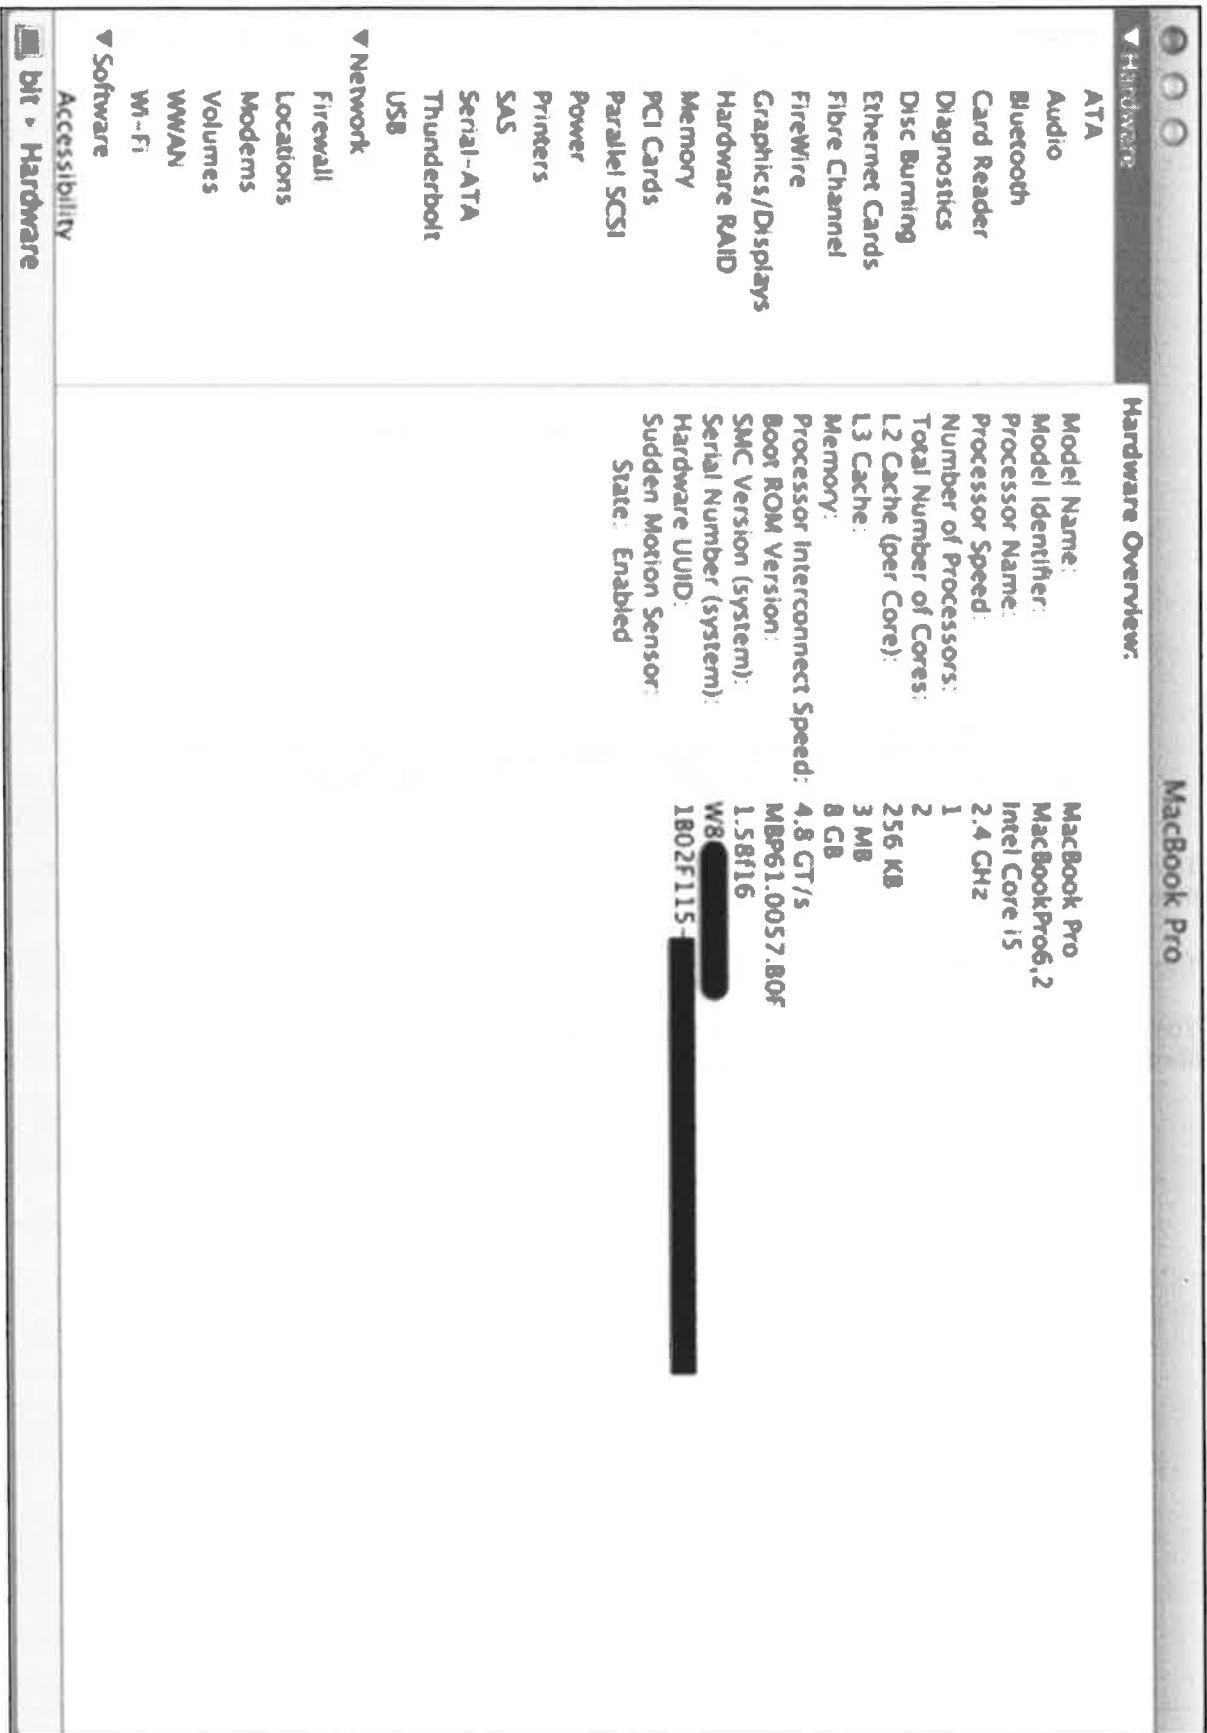 MacBook Pro
▼ Hardware
ATA
Audio
Bluetooth
Card Reader
Diagnostics
Disc Burning
Ethernet Cards
Fibre Channel
FireWire
Graphics/Displays
Hardware RAID
Memory
PCI Cards
Parallel SCSI
Power
Printers
SAS
Serial-ATA
Thunderbolt
USB
▼ Network
Firewall
Locations
Modems
Volumes
WWAN
Wi-Fi
▼ Software
Accessibility
Hardware Overview:
Model Name: MacBook Pro
Model Identifier: MacBookPro6,2
Processor Name: Intel Core i5
Processor Speed: 2.4 GHz
Number of Processors: 1
Total Number of Cores: 2
L2 Cache (per Core): 256 KB
L3 Cache: 3 MB
Memory: 8 GB
Processor Interconnect Speed: 4.8 GT/s
Boot ROM Version: MBP61.0057.B0F
SMC Version (system): 1.58f16
Serial Number (system): W8
Hardware UUID: 1B02F115-
Sudden Motion Sensor:
State: Enabled
bit ▸ Hardware